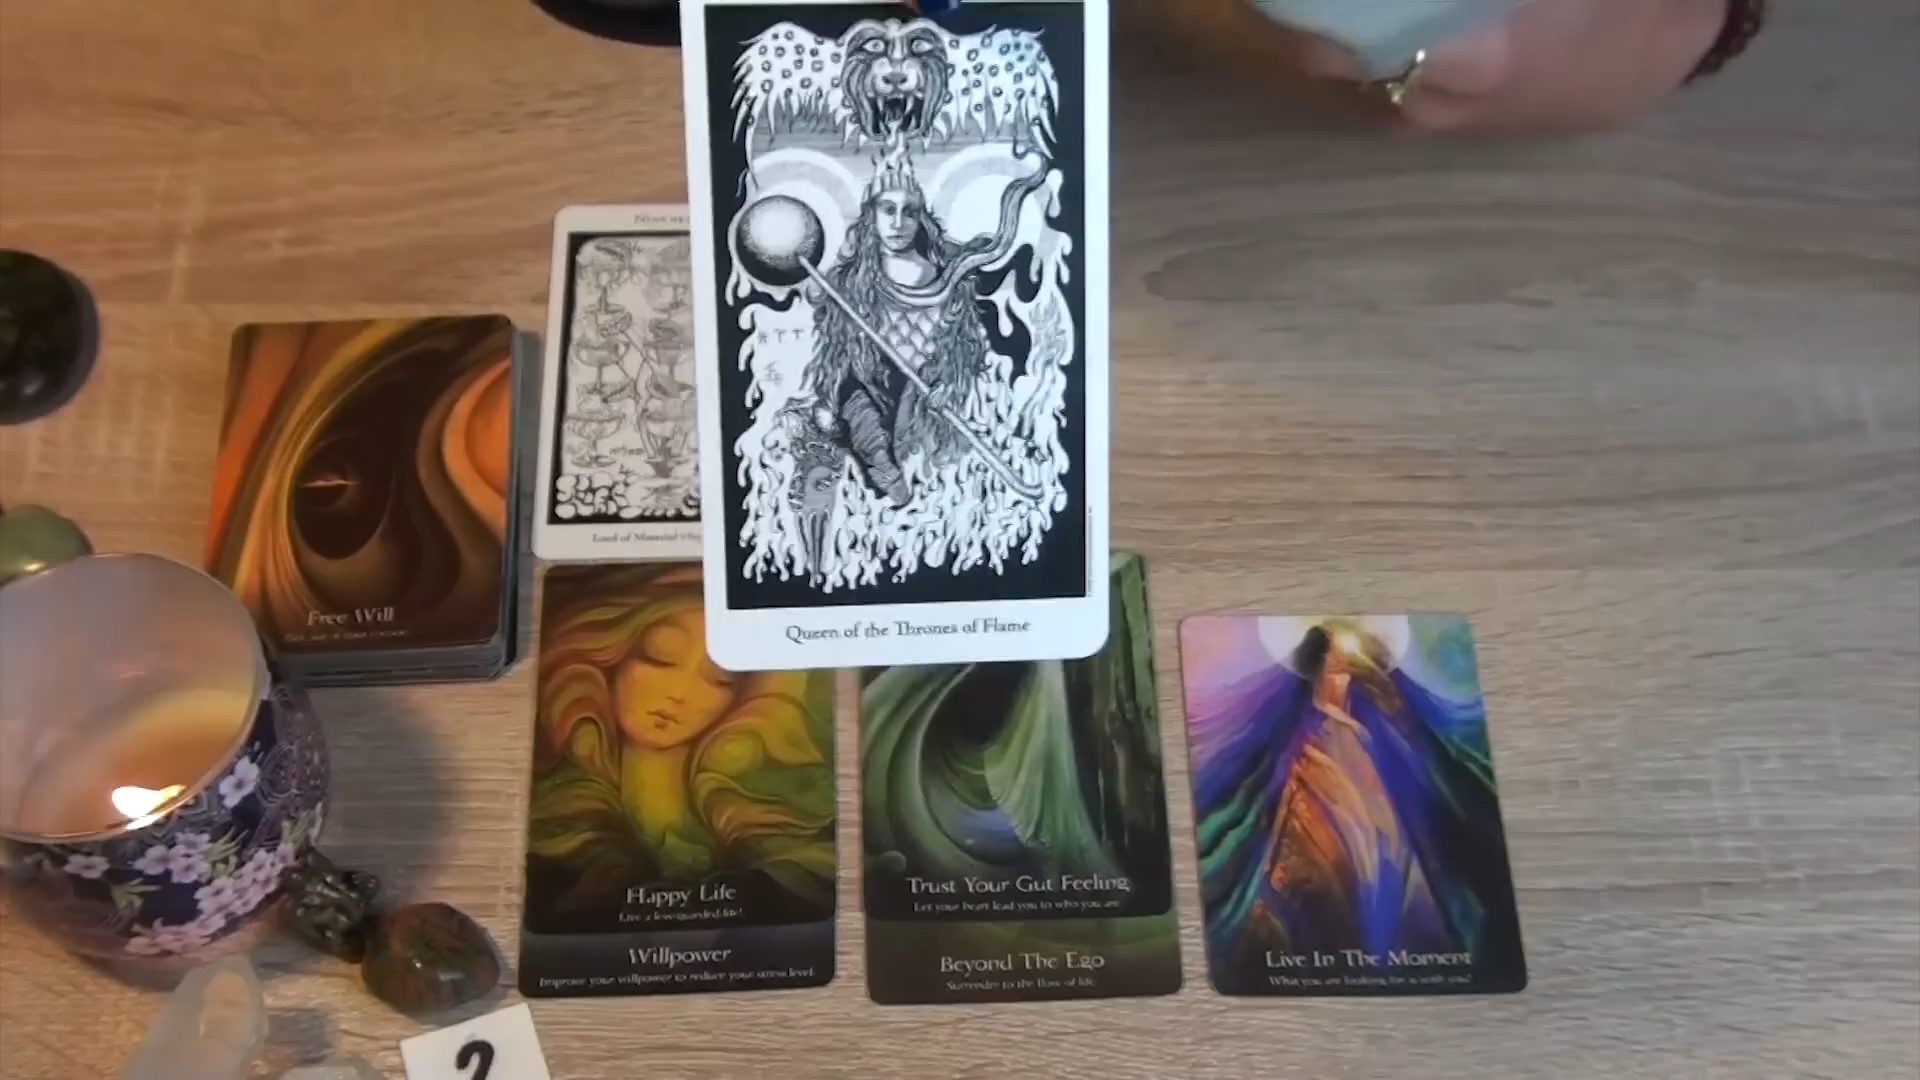 Queen of the Thrones of Flame
Lord of Material
Free Will
Happy Life
Live a less-guarded life!
Willpower
Improve your willpower to reduce your stress level.
Trust Your Gut Feeling
Let your heart lead you to who you are.
Beyond The Ego
Surrender to the flow of life.
Live In The Moment
What you are looking for is with you!
2